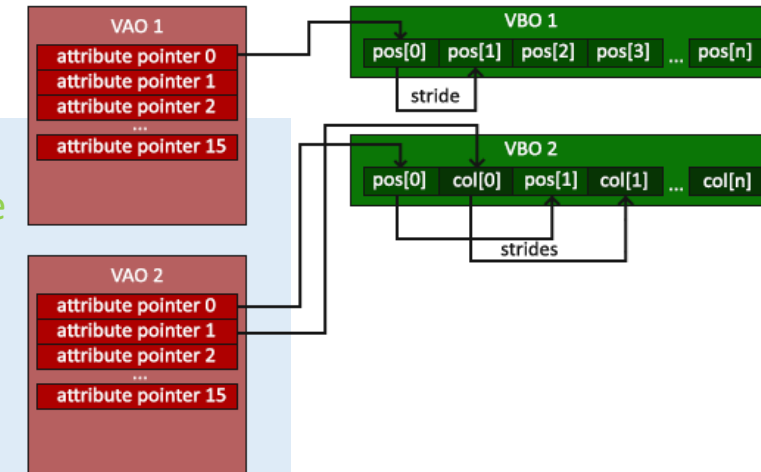 VAO 1
attribute pointer 0
attribute pointer 1
attribute pointer 2
...
attribute pointer 15
VBO 1
pos[0] pos[1] pos[2] pos[3] ... pos[n]
stride
VBO 2
pos[0] col[0] pos[1] col[1] ... col[n]
strides
e
VAO 2
attribute pointer 0
attribute pointer 1
attribute pointer 2
...
attribute pointer 15